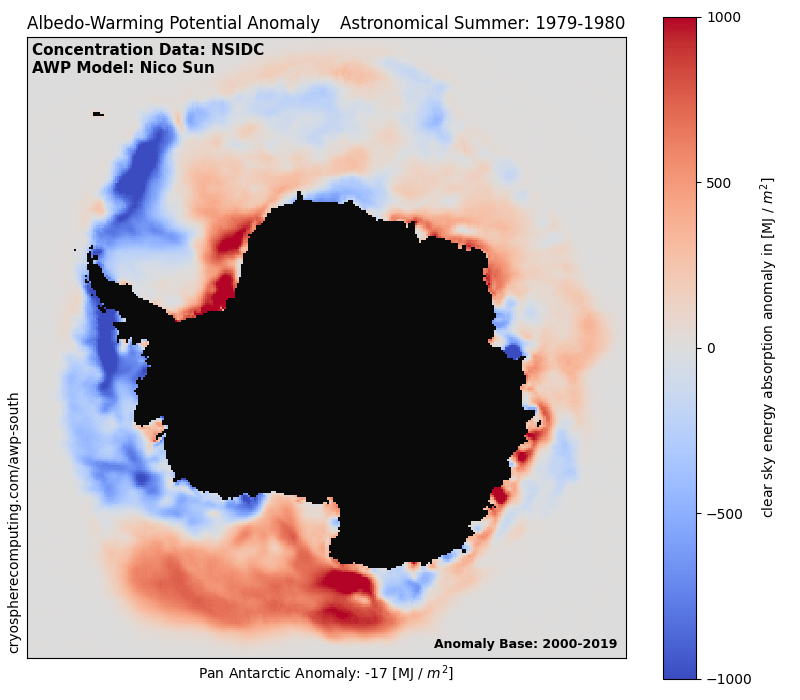 Albedo-Warming Potential Anomaly Astronomical Summer: 1979-1980
Concentration Data: NSIDC
AWP Model: Nico Sun
cryospherecomputing.com/awp-south
Anomaly Base: 2000-2019
Pan Antarctic Anomaly: -17 [MJ / m²]
1000
500
0
−500
−1000
clear sky energy absorption anomaly in [MJ / m²]